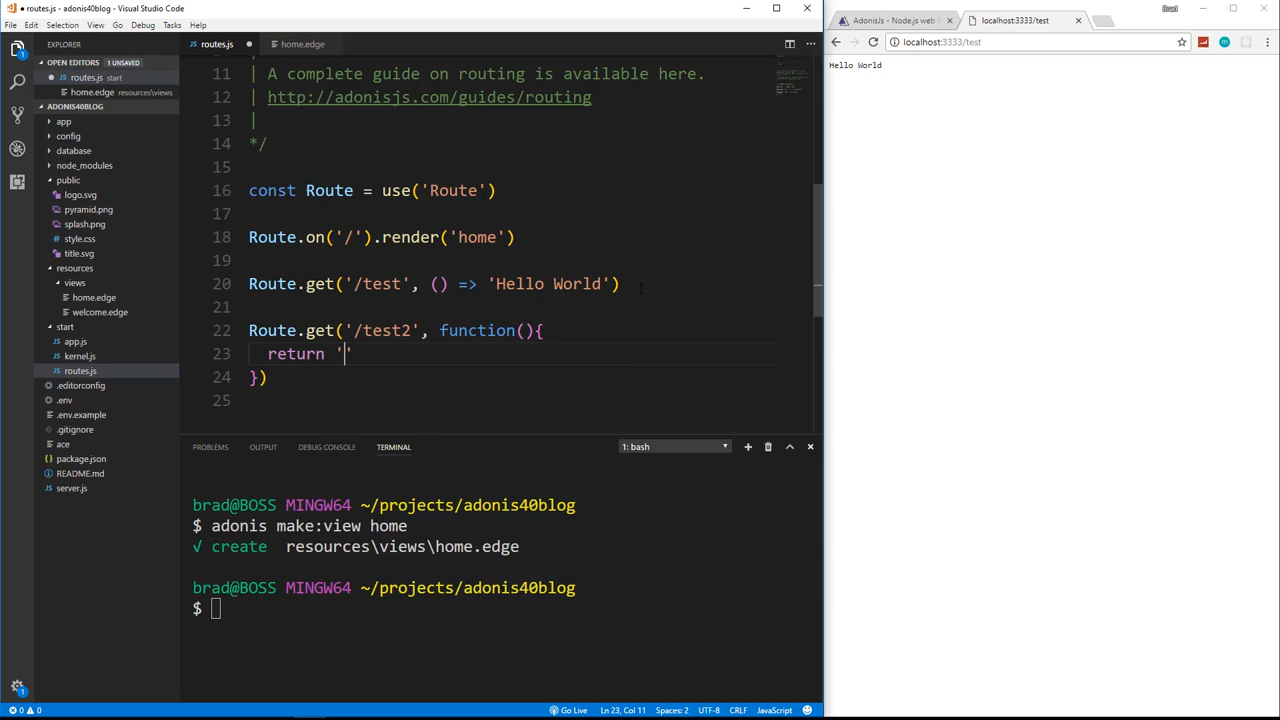 routes.js - adonis40blog - Visual Studio Code
File Edit Selection View Go Debug Tasks Help
EXPLORER
OPEN EDITORS 1 UNSAVED
routes.js start
home.edge resources\views
ADONIS40BLOG
app
config
database
node_modules
public
logo.svg
pyramid.png
splash.png
style.css
title.svg
resources
views
home.edge
welcome.edge
start
app.js
kernel.js
routes.js
.editorconfig
.env
.env.example
.gitignore
ace
package.json
README.md
server.js
routes.js home.edge
11 | A complete guide on routing is available here.
12 | http://adonisjs.com/guides/routing
13 |
14 */
15
16 const Route = use('Route')
17
18 Route.on('/').render('home')
19
20 Route.get('/test', () => 'Hello World')
21
22 Route.get('/test2', function(){
23 return ''
24 })
25
PROBLEMS OUTPUT DEBUG CONSOLE TERMINAL 1: bash
brad@BOSS MINGW64 ~/projects/adonis40blog
$ adonis make:view home
√ create resources\views\home.edge
brad@BOSS MINGW64 ~/projects/adonis40blog
$
0 0 Go Live Ln 23, Col 11 Spaces: 2 UTF-8 CRLF JavaScript
AdonisJs - Node.js web localhost:3333/test Brad
localhost:3333/test
Hello World